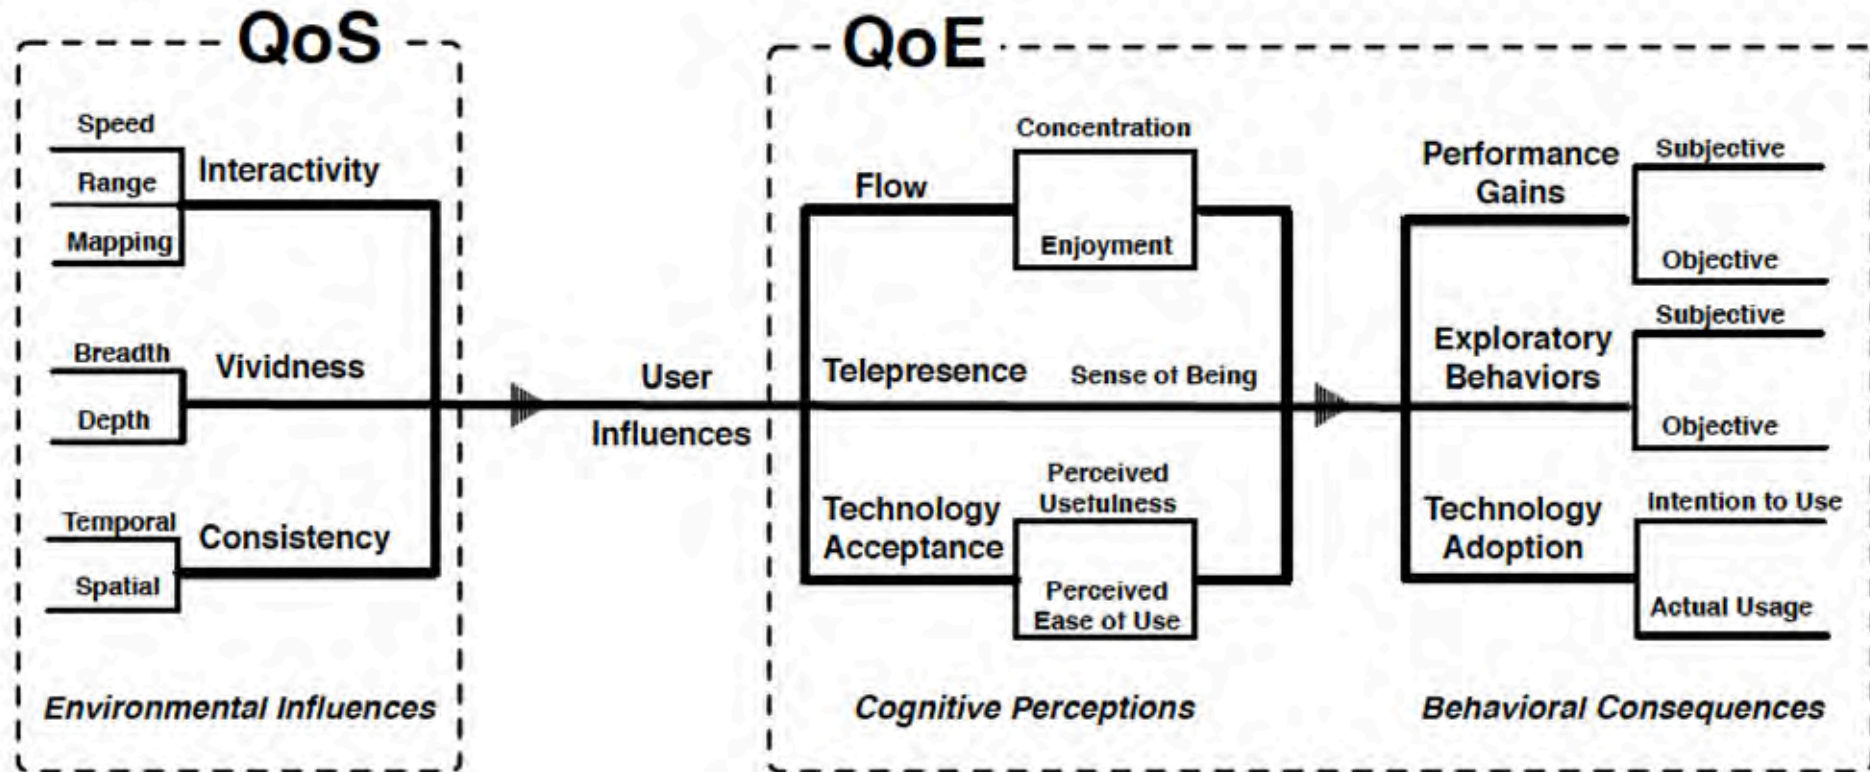 QoS
Speed
Range
Mapping
Interactivity
Breadth
Depth
Vividness
Temporal
Spatial
Consistency
Environmental Influences
User
Influences
QoE
Flow
Concentration
Enjoyment
Telepresence
Sense of Being
Technology
Acceptance
Perceived
Usefulness
Perceived
Ease of Use
Cognitive Perceptions
Performance
Gains
Subjective
Objective
Exploratory
Behaviors
Subjective
Objective
Technology
Adoption
Intention to Use
Actual Usage
Behavioral Consequences